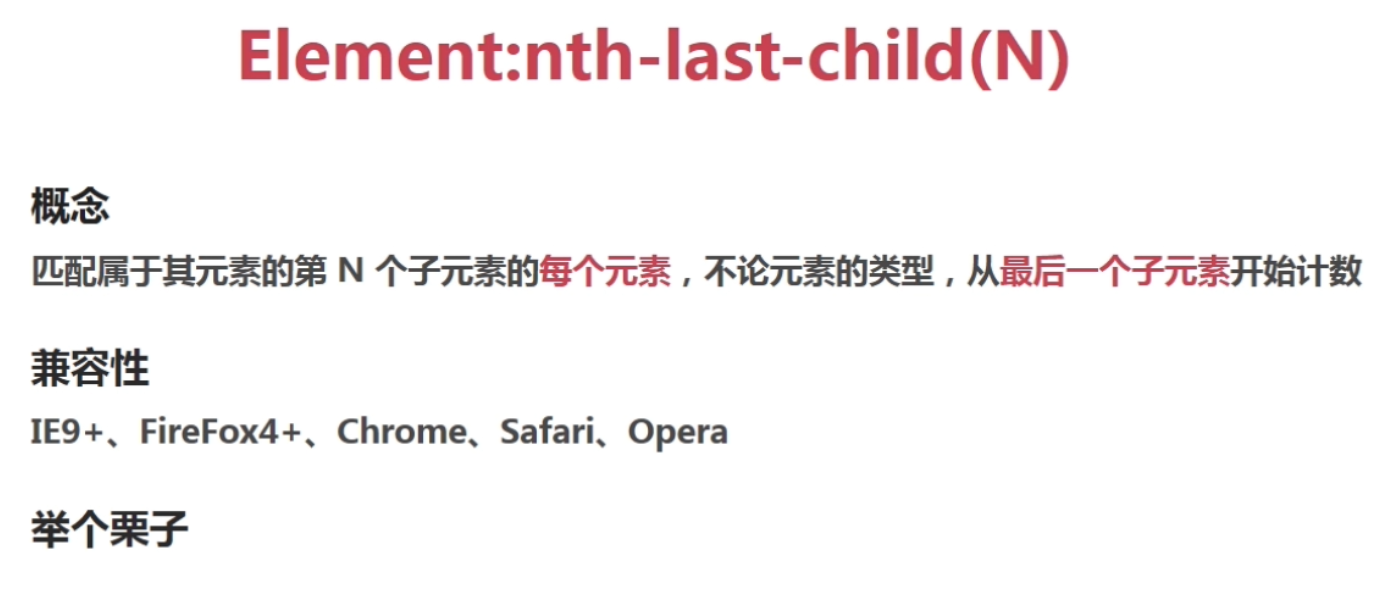 Element:nth-last-child(N)
概念
匹配属于其元素的第 N 个子元素的每个元素，不论元素的类型，从最后一个子元素开始计数
兼容性
IE9+、FireFox4+、Chrome、Safari、Opera
举个栗子